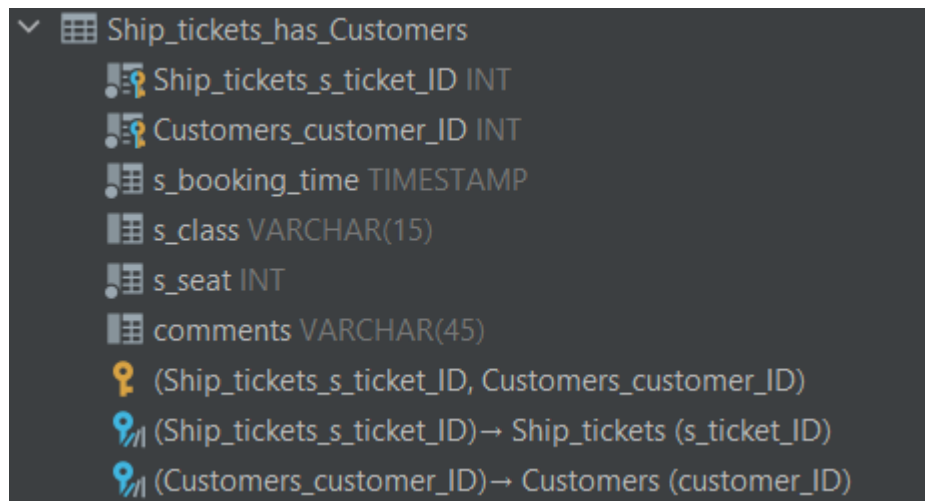 Ship_tickets_has_Customers
Ship_tickets_s_ticket_ID INT
Customers_customer_ID INT
s_booking_time TIMESTAMP
s_class VARCHAR(15)
s_seat INT
comments VARCHAR(45)
(Ship_tickets_s_ticket_ID, Customers_customer_ID)
(Ship_tickets_s_ticket_ID)→ Ship_tickets (s_ticket_ID)
(Customers_customer_ID)→ Customers (customer_ID)